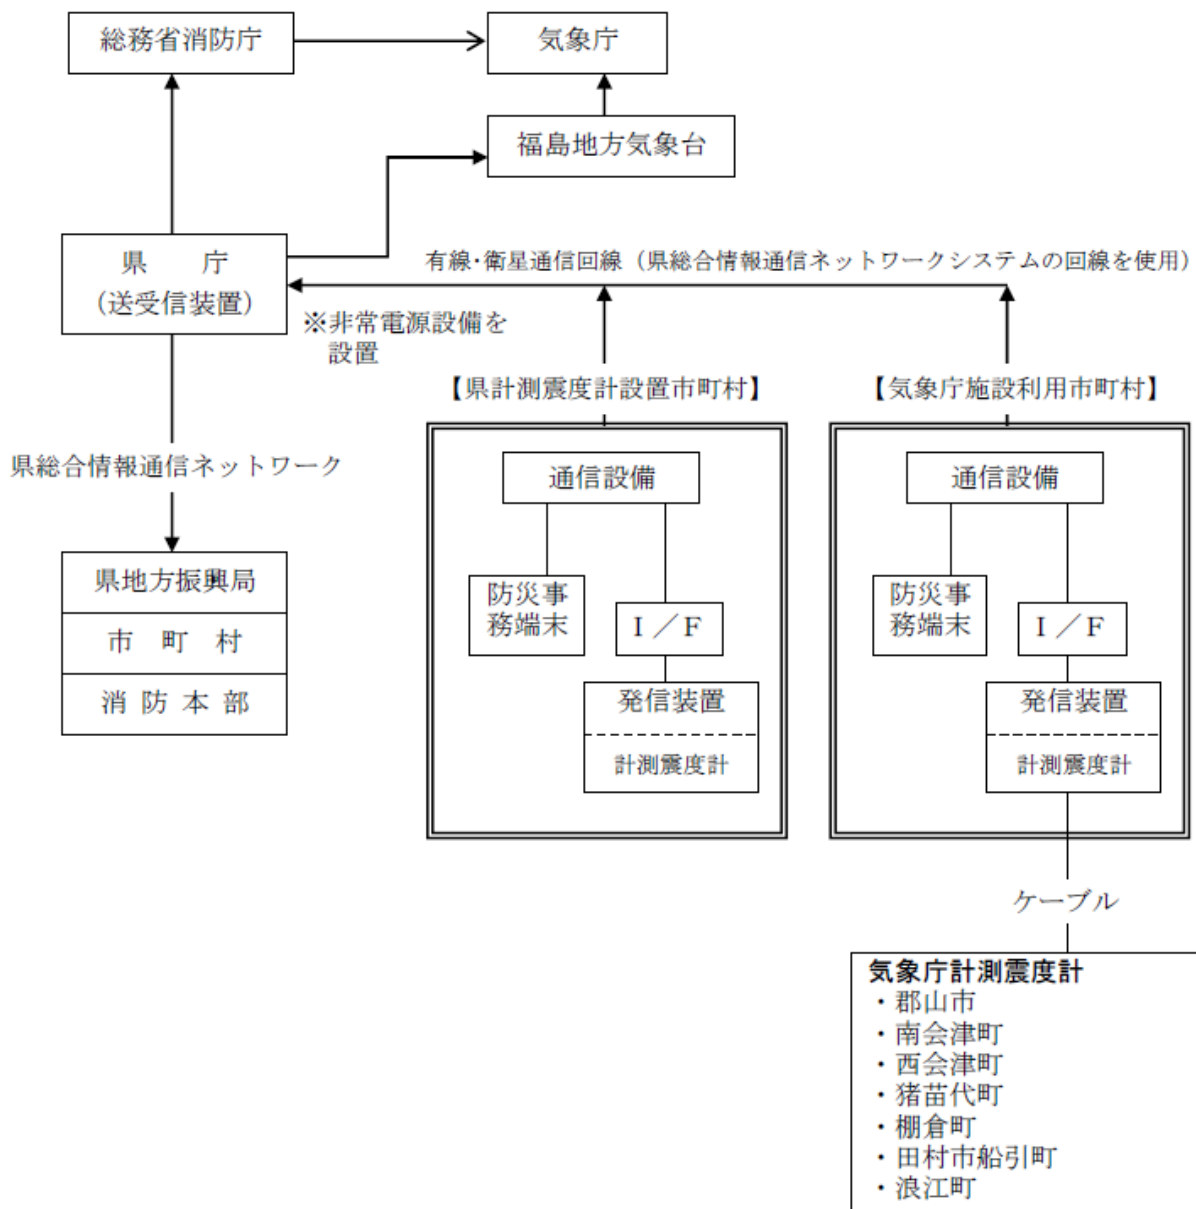 総務省消防庁
気象庁
福島地方気象台
県　庁
（送受信装置）
有線・衛星通信回線（県総合情報通信ネットワークシステムの回線を使用）
※非常電源設備を
設置
【県計測震度計設置市町村】
【気象庁施設利用市町村】
県総合情報通信ネットワーク
県地方振興局
市　町　村
消 防 本 部
通信設備
防災事
務端末
Ｉ／Ｆ
発信装置
計測震度計
通信設備
防災事
務端末
Ｉ／Ｆ
発信装置
計測震度計
ケーブル
気象庁計測震度計
・郡山市
・南会津町
・西会津町
・猪苗代町
・棚倉町
・田村市船引町
・浪江町